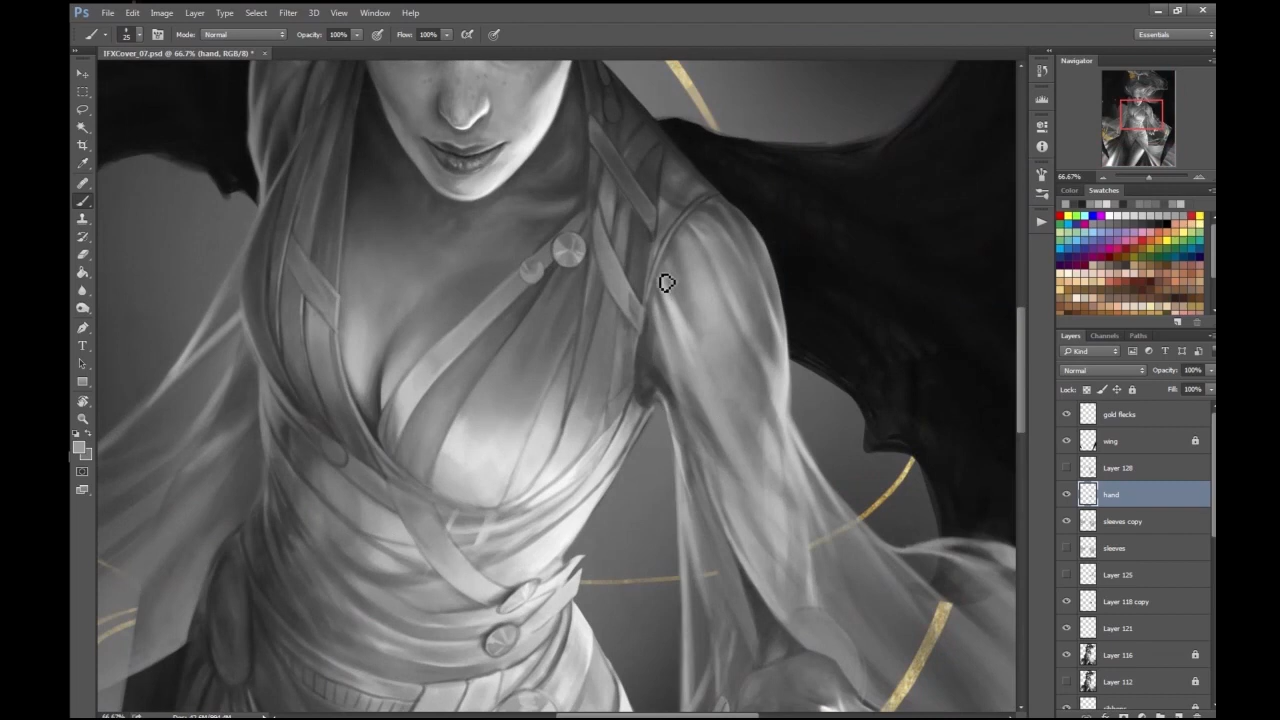 Ps File Edit Image Layer Type Select Filter 3D View Window Help
25 Mode: Normal Opacity: 100% Flow: 100% Essentials
IFXCover_07.psd @ 66.7% (hand, RGB/8) *
Navigator
66.67%
Color Swatches
Layers Channels Paths
Kind
Normal Opacity: 100%
Lock: Fill: 100%
gold flecks
wing
Layer 128
hand
sleeves copy
sleeves
Layer 125
Layer 118 copy
Layer 121
Layer 116
Layer 112
66.67%